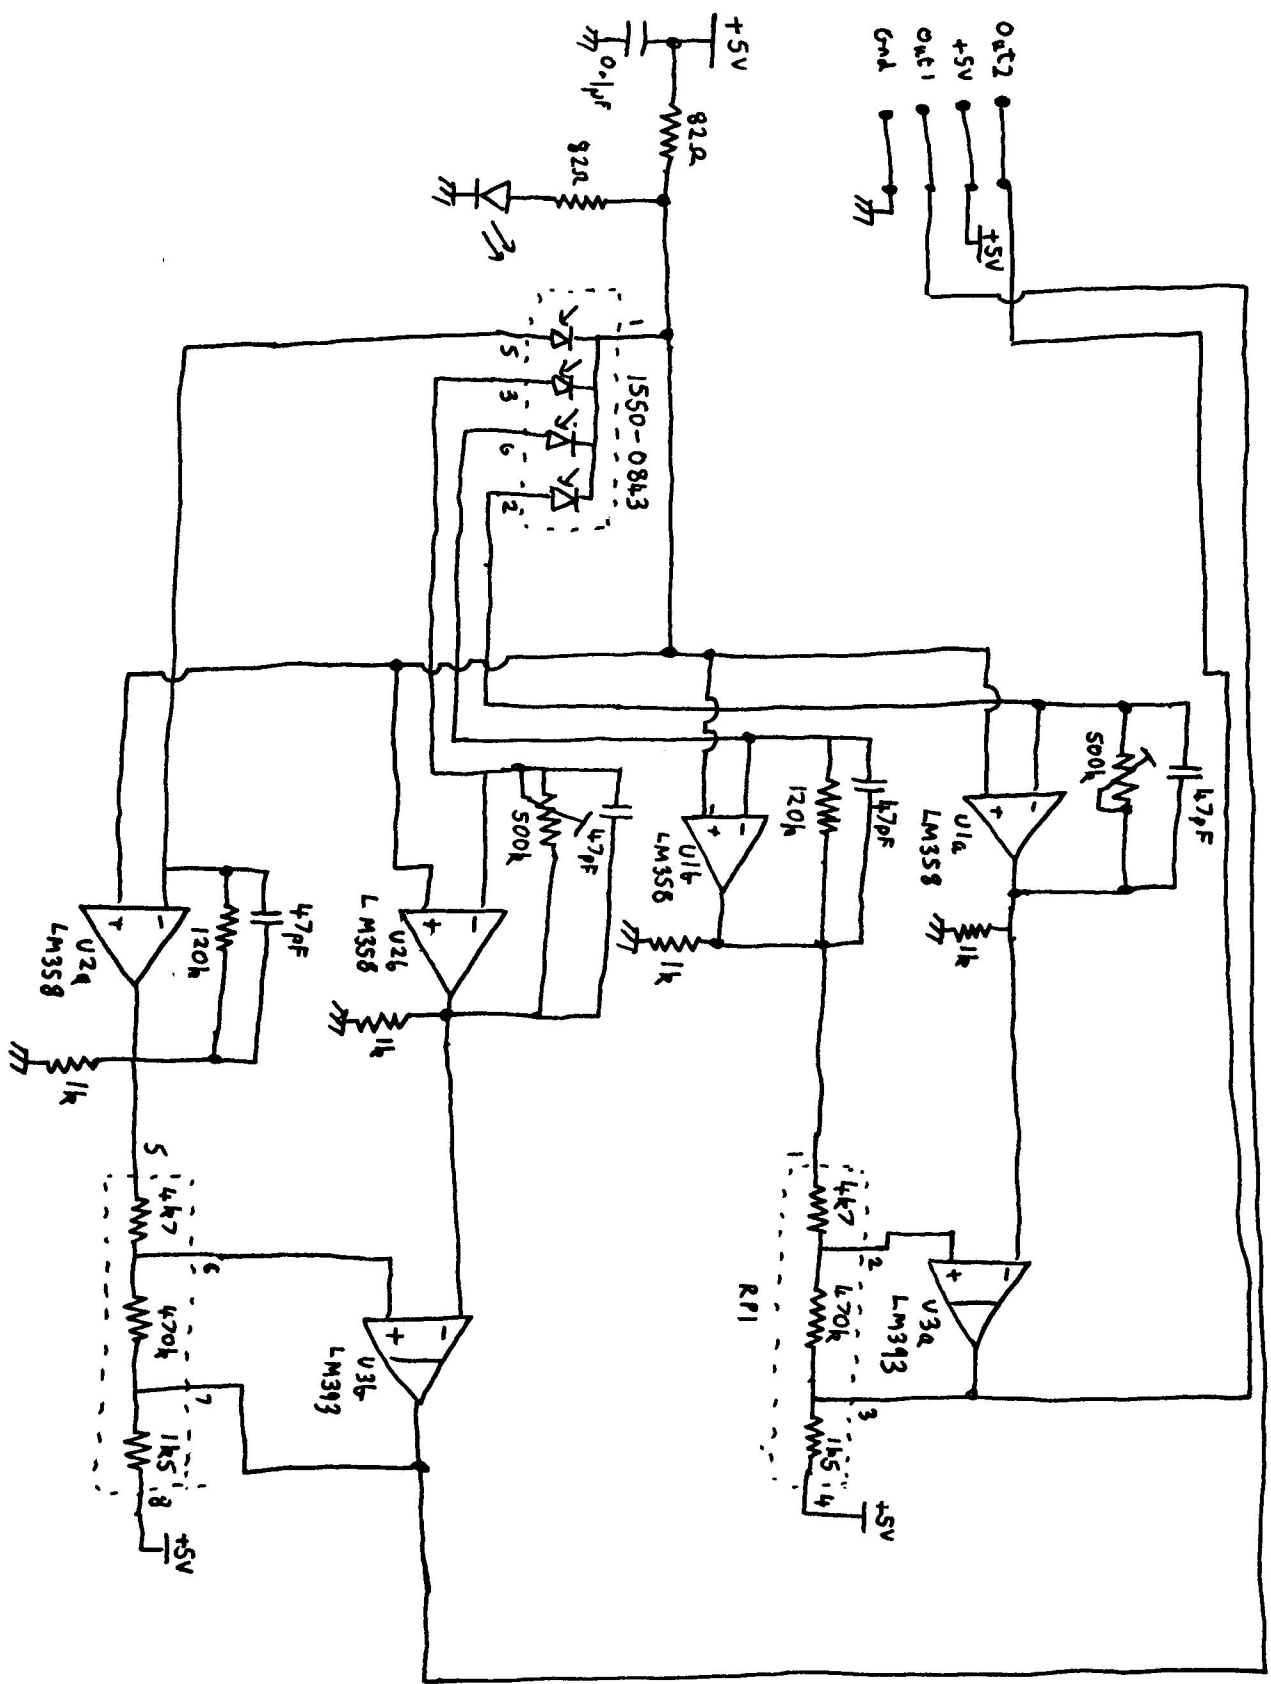 Out2
+5V
Out1
Gnd
+5V
47pF
500k
- +
U1a
LM358
1k
- +
U3a
LM393
47pF
120k
- +
U1b
LM358
1k
1
4k7
2
470k
3
1k5
4
+5V
RP1
+5V
0.1µF
82Ω
82Ω
1
1550-0843
5
3
6
2
47pF
500k
- +
U2b
LM358
1k
- +
U3b
LM393
47pF
120k
- +
U2a
LM358
1k
5
4k7
6
470k
7
1k5
8
+5V